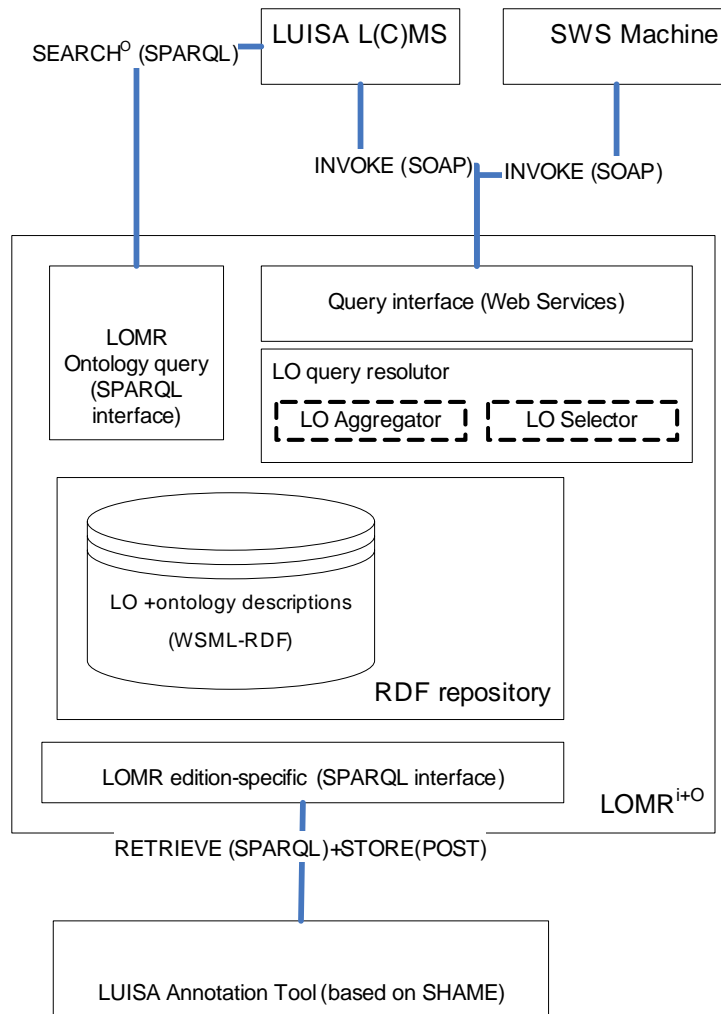 LUISA L(C)MS
SWS Machine
SEARCH^O (SPARQL)
INVOKE (SOAP)
INVOKE (SOAP)
LOMR
Ontology query
(SPARQL
interface)
Query interface (Web Services)
LO query resolutor
LO Aggregator
LO Selector
LO +ontology descriptions
(WSML-RDF)
RDF repository
LOMR edition-specific (SPARQL interface)
LOMR^i+O
RETRIEVE (SPARQL)+STORE(POST)
LUISA Annotation Tool (based on SHAME)